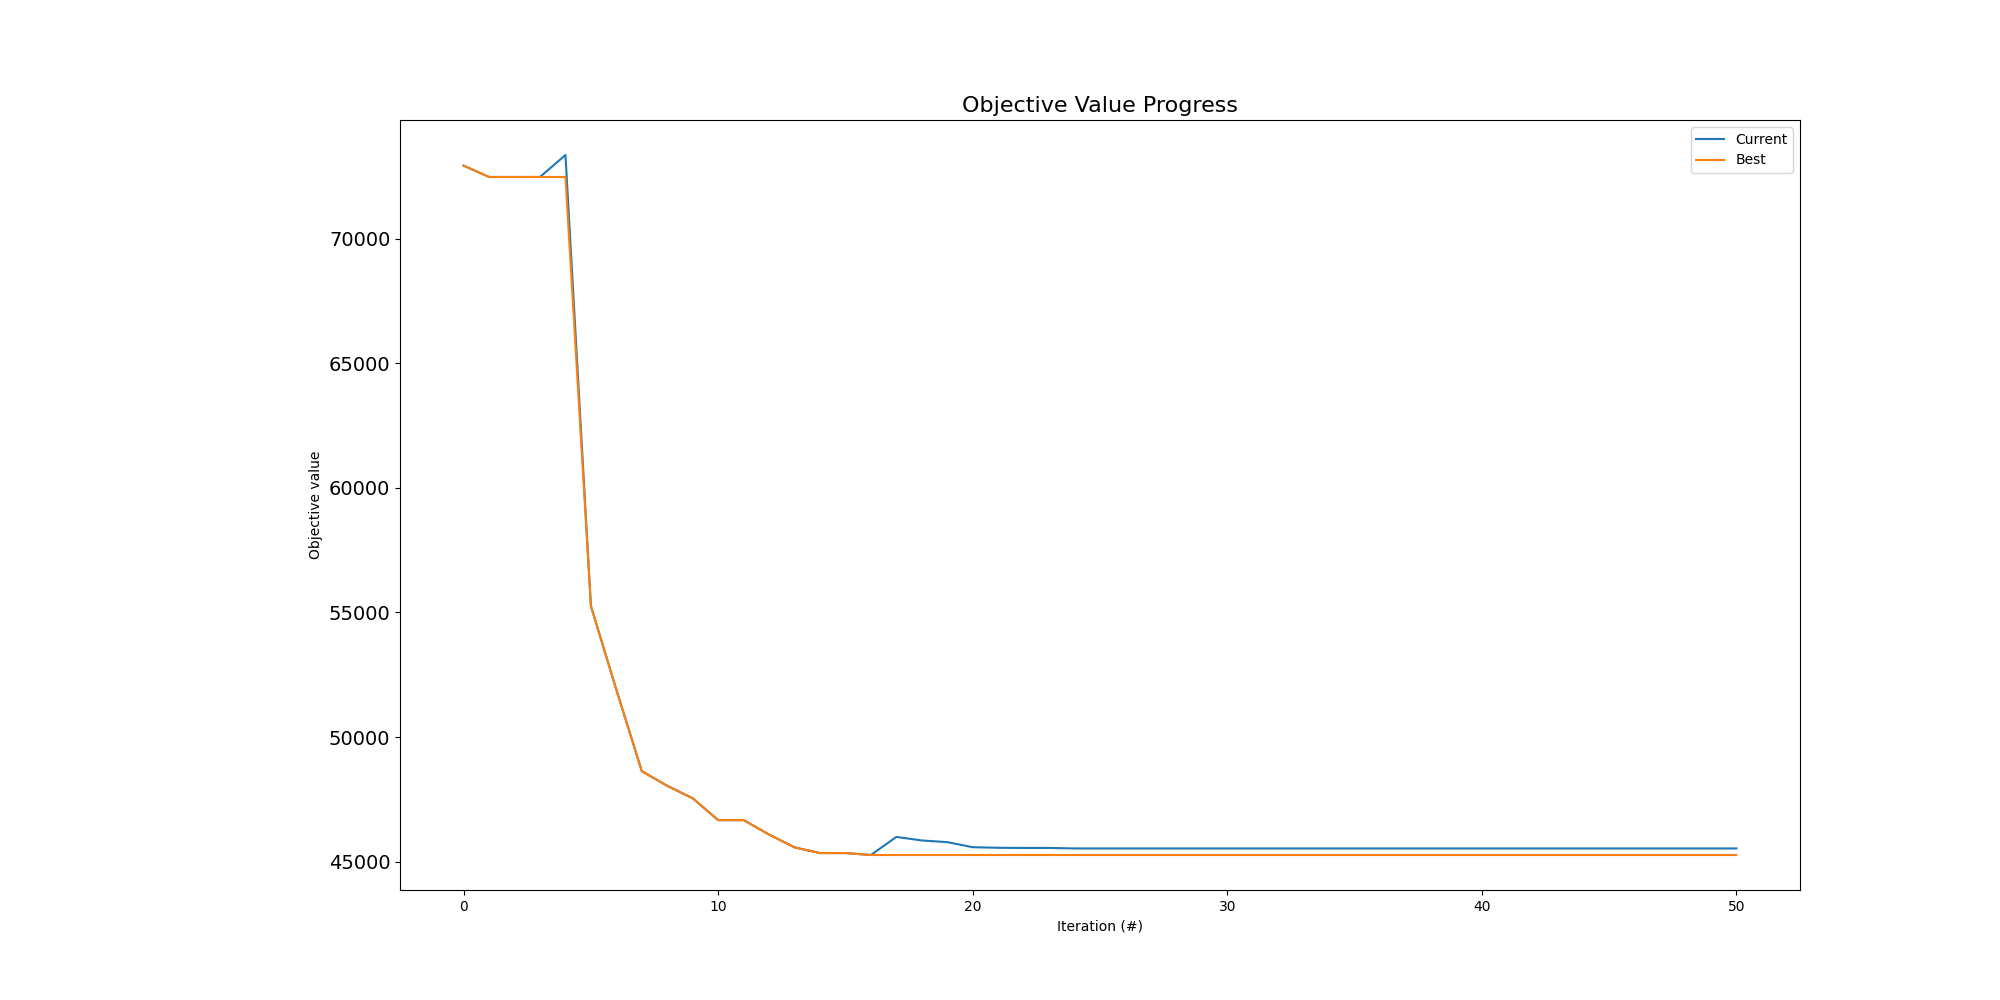 Objective Value Progress
Current
Best
70000
65000
60000
55000
50000
45000
Objective value
0 10 20 30 40 50
Iteration (#)